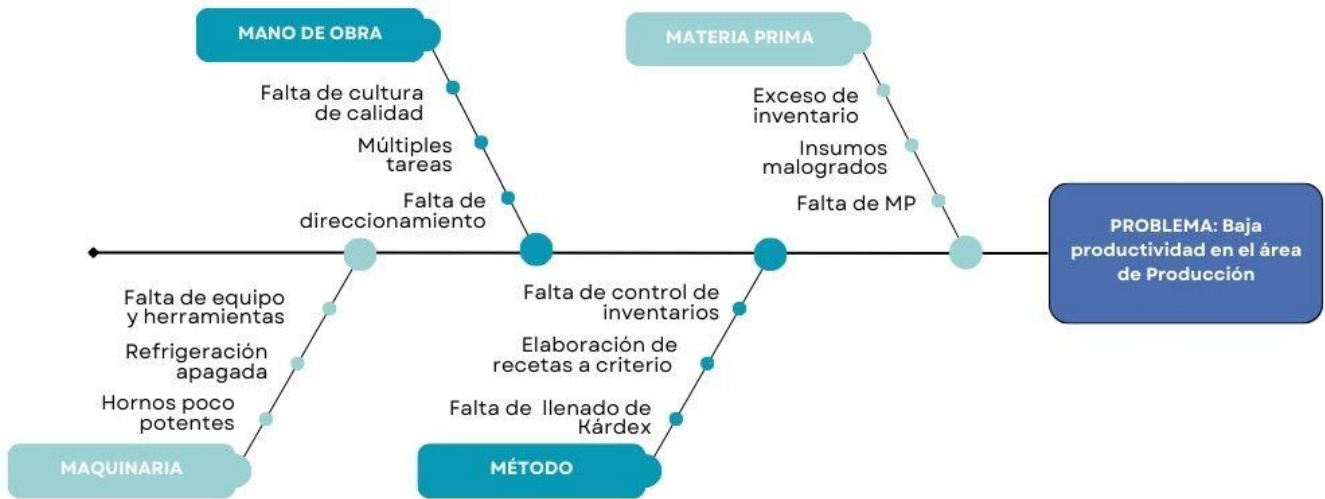 MANO DE OBRA
Falta de cultura
de calidad
Múltiples
tareas
Falta de
direccionamiento
MATERIA PRIMA
Exceso de
inventario
Insumos
malogrados
Falta de MP
PROBLEMA: Baja
productividad en el área
de Producción
Falta de equipo
y herramientas
Refrigeración
apagada
Hornos poco
potentes
MAQUINARIA
Falta de control de
inventarios
Elaboración de
recetas a criterio
Falta de llenado de
Kárdex
MÉTODO